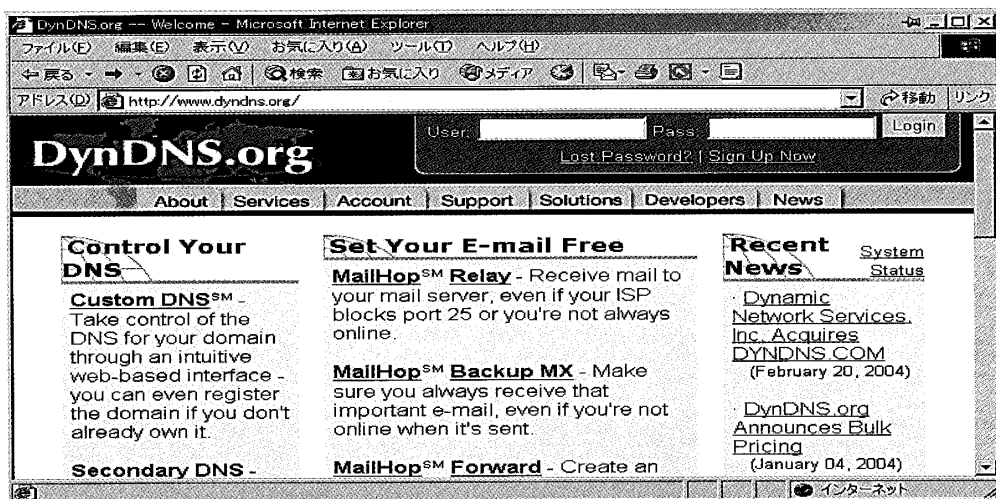 DynDNS.org -- Welcome - Microsoft Internet Explorer
ファイル(F) 編集(E) 表示(V) お気に入り(A) ツール(T) ヘルプ(H)
戻る 検索 お気に入り メディア
アドレス(D) http://www.dyndns.org/ 移動 リンク
User: Pass: Login
DynDNS.org
Lost Password? | Sign Up Now
About | Services | Account | Support | Solutions | Developers | News |
Control Your
DNS
Custom DNS℠ -
Take control of the
DNS for your domain
through an intuitive
web-based interface -
you can even register
the domain if you don't
already own it.
Secondary DNS -
Set Your E-mail Free
MailHop℠ Relay - Receive mail to
your mail server, even if your ISP
blocks port 25 or you're not always
online.
MailHop℠ Backup MX - Make
sure you always receive that
important e-mail, even if you're not
online when it's sent.
MailHop℠ Forward - Create an
Recent
News
System
Status
· Dynamic
Network Services,
Inc. Acquires
DYNDNS.COM
(February 20, 2004)
· DynDNS.org
Announces Bulk
Pricing
(January 04, 2004)
インターネット